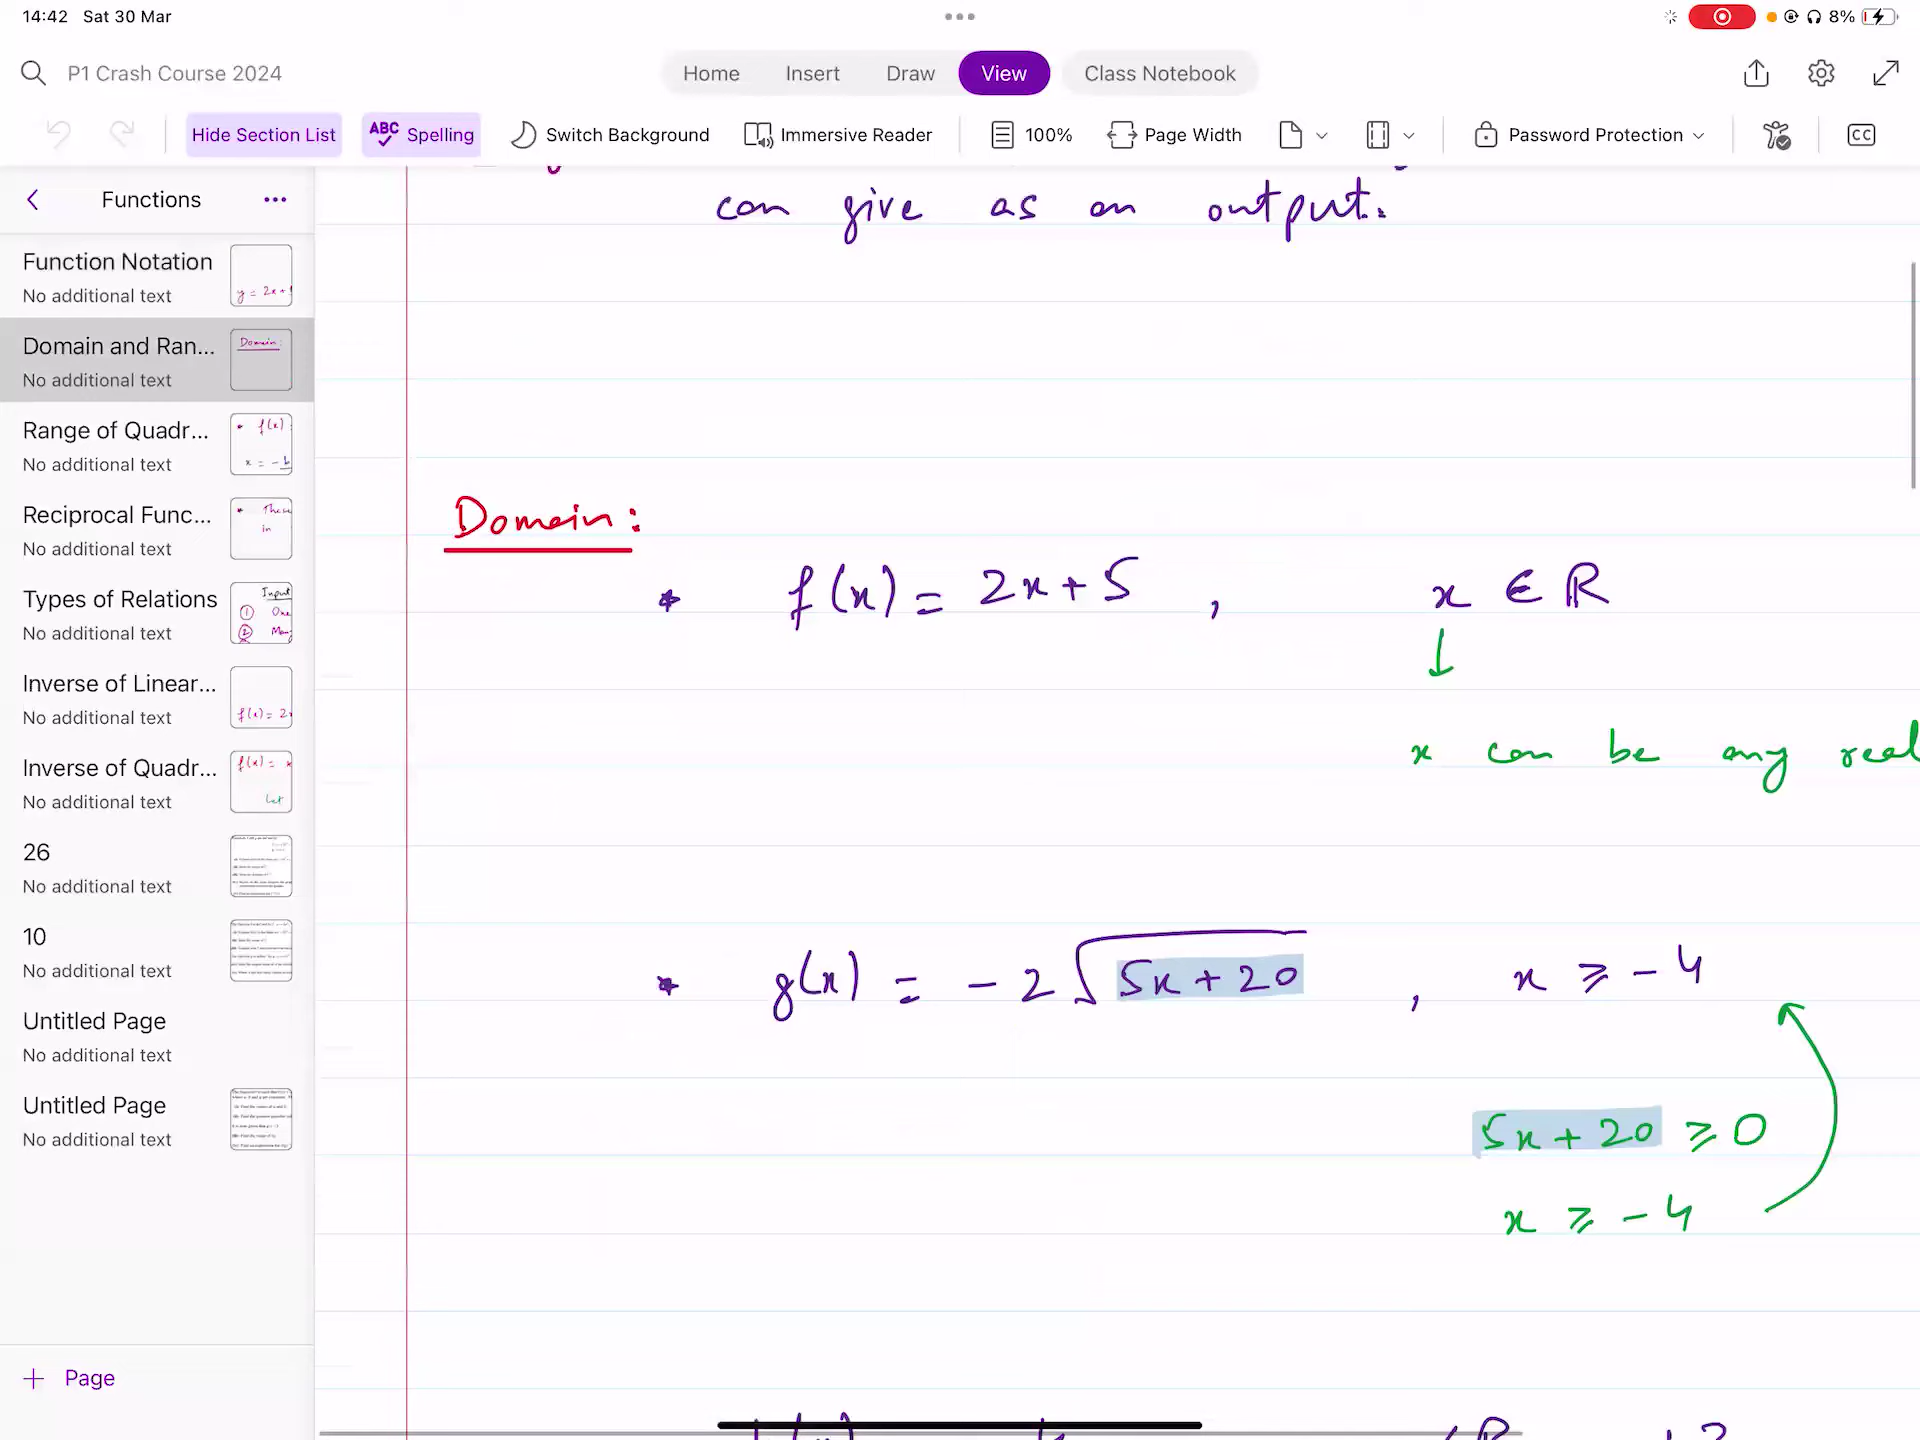 14:42 Sat 30 Mar
8%
P1 Crash Course 2024
Home Insert Draw View Class Notebook
Hide Section List ABC Spelling Switch Background Immersive Reader 100% Page Width Password Protection CC
Functions
Function Notation
No additional text
Domain and Ran...
No additional text
Range of Quadr...
No additional text
Reciprocal Func...
No additional text
Types of Relations
No additional text
Inverse of Linear...
No additional text
Inverse of Quadr...
No additional text
26
No additional text
10
No additional text
Untitled Page
No additional text
Untitled Page
No additional text
+ Page
can give as an output.
Domain:
* f(x) = 2x+5 , x ∈ ℝ
↓
x can be any real
* g(x) = -2√5x+20 , x ≥ -4
5x+20 ≥ 0
x ≥ -4